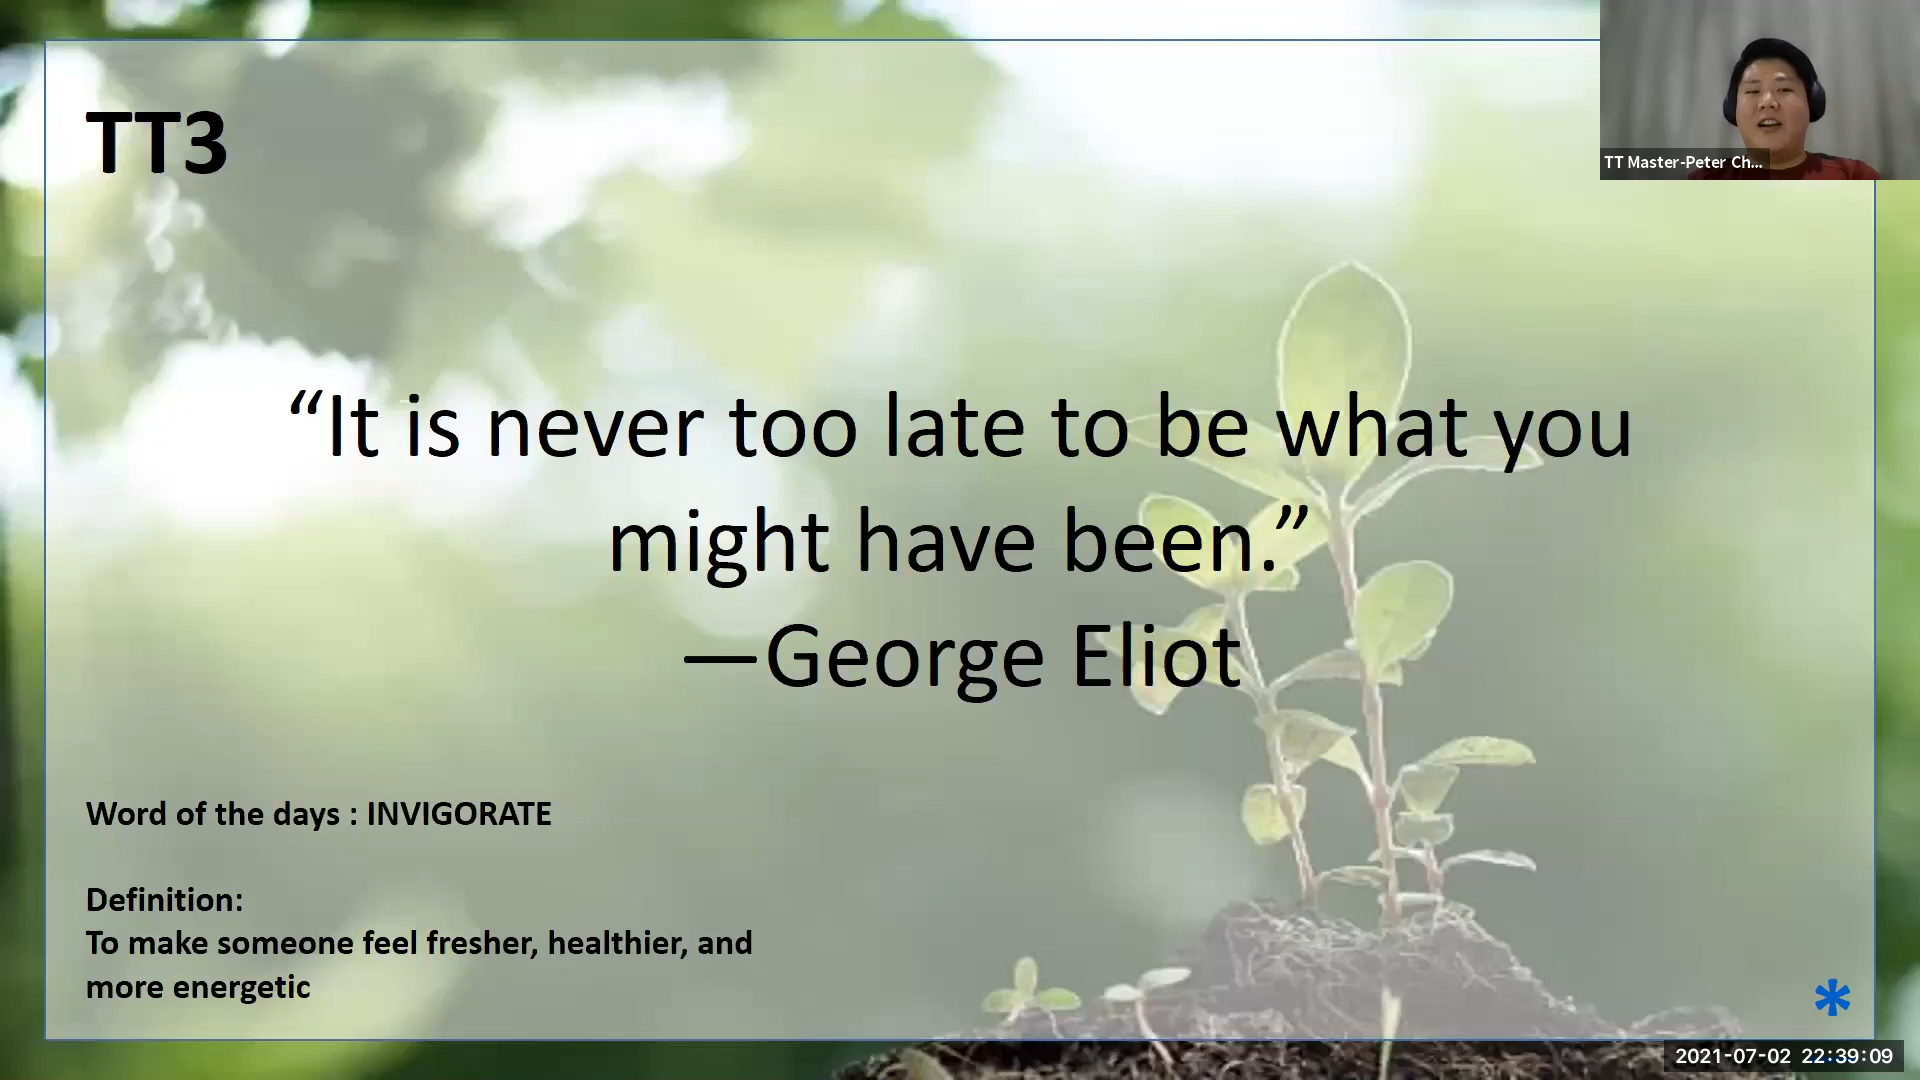 TT3
TT Master-Peter Ch...
“It is never too late to be what you
might have been.”
—George Eliot
Word of the days : INVIGORATE
Definition:
To make someone feel fresher, healthier, and
more energetic
*
2021-07-02 22:39:09